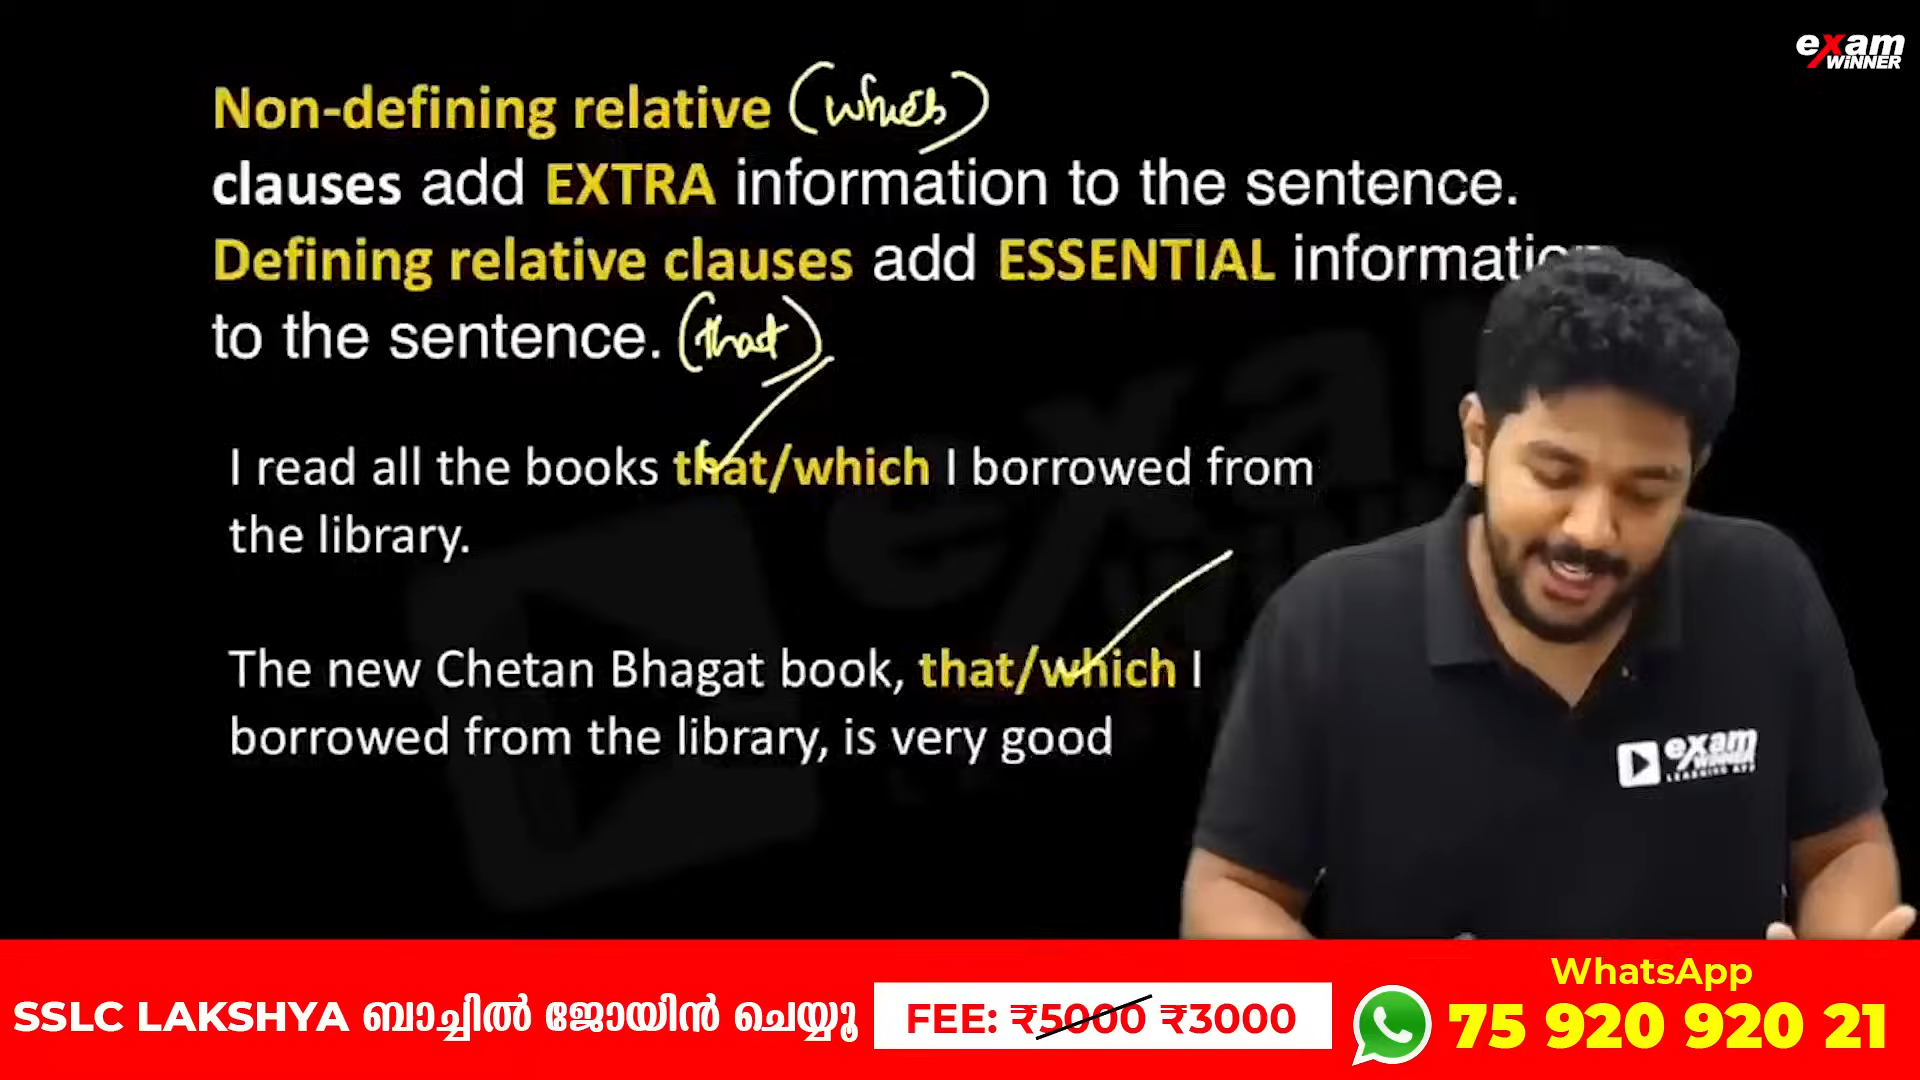 exam
WINNER
Non-defining relative (which)
clauses add EXTRA information to the sentence.
Defining relative clauses add ESSENTIAL
to the sentence. (that)
I read all the books that/which I borrowed from
the library.
The new Chetan Bhagat book, that/which I
borrowed from the library, is very good
exam
WINNER
LEARNING APP
WhatsApp
SSLC LAKSHYA ബാച്ചിൽ ജോയിൻ ചെയ്യൂ FEE: ₹5000 ₹3000 75 920 920 21